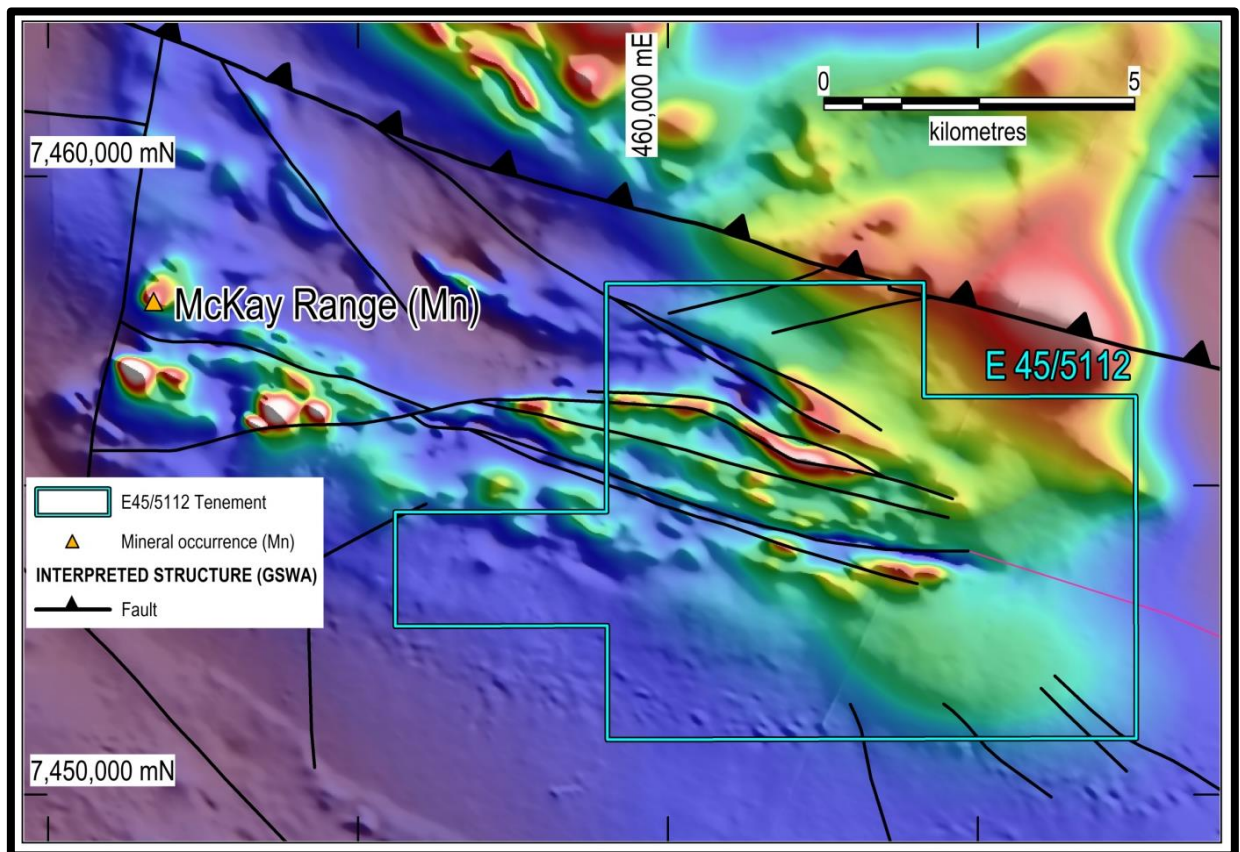 460,000 mE
0 5
kilometres
7,460,000 mN
McKay Range (Mn)
E 45/5112
E45/5112 Tenement
Mineral occurrence (Mn)
INTERPRETED STRUCTURE (GSWA)
Fault
7,450,000 mN